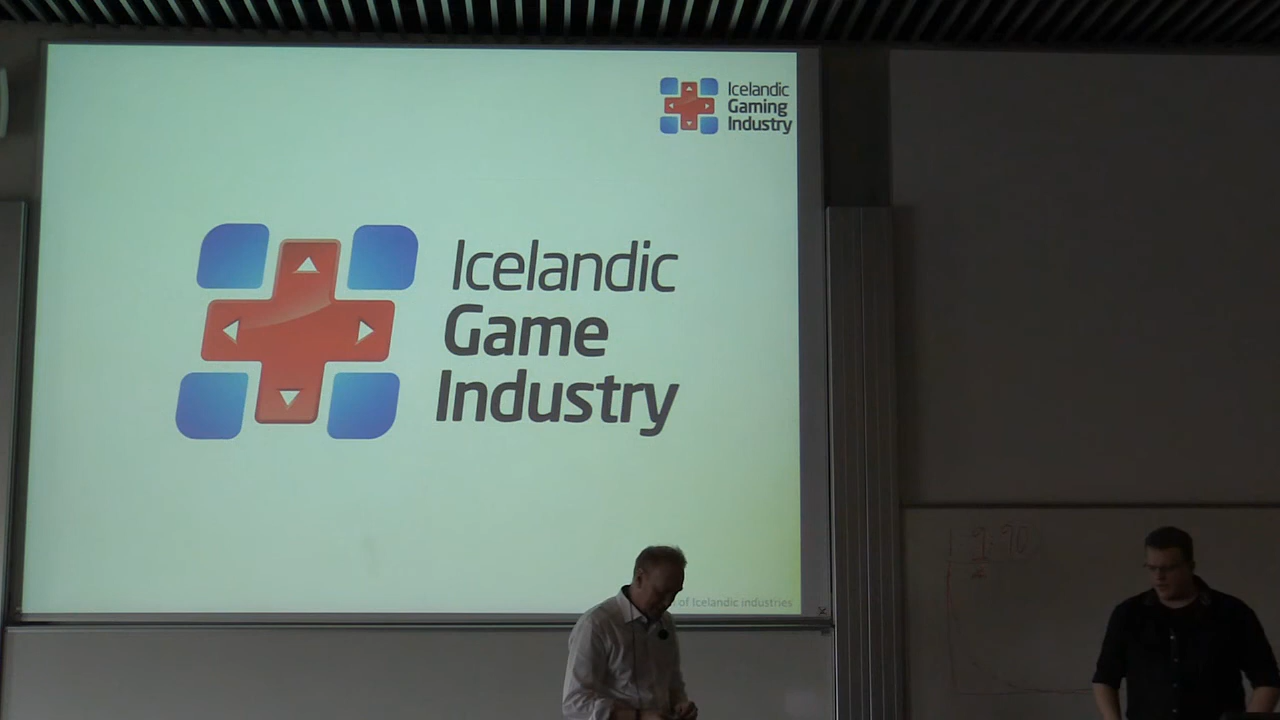 Icelandic
Gaming
Industry
Icelandic
Game
Industry
of Icelandic industries